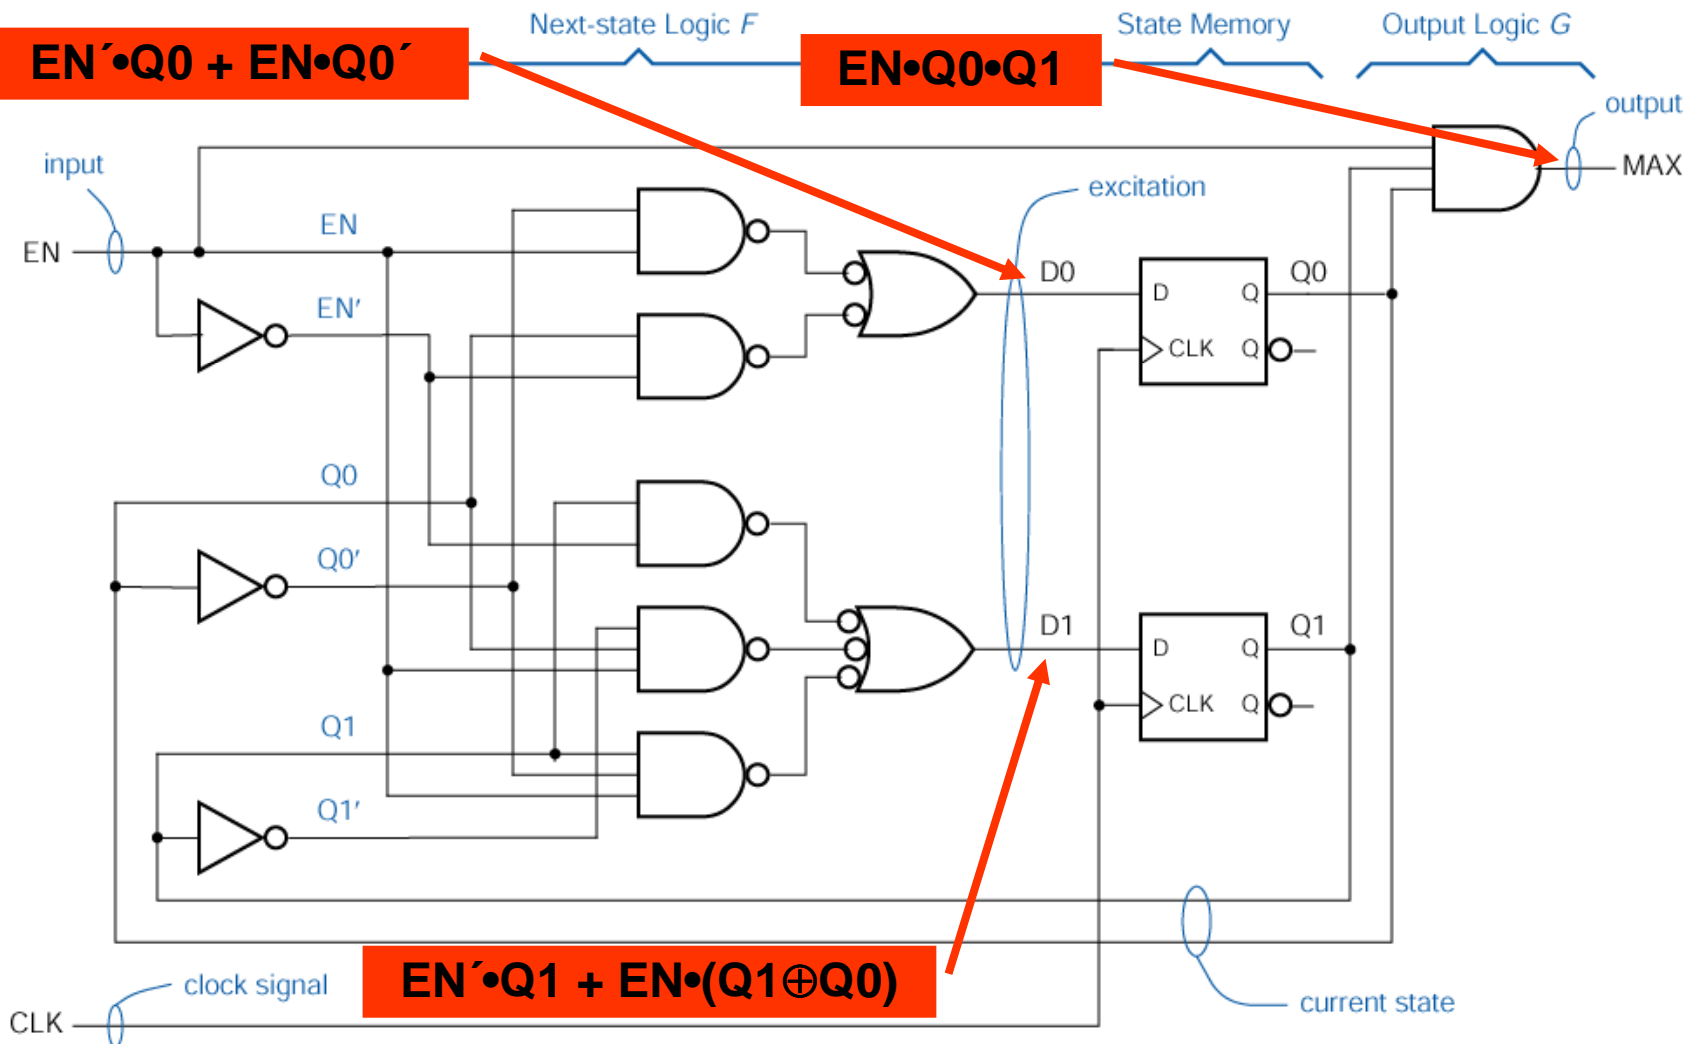 Next-state Logic F
State Memory
Output Logic G
EN´•Q0 + EN•Q0´
EN•Q0•Q1
output
input
MAX
excitation
EN
EN
D0
Q0
D
Q
EN′
CLK
Q
Q0
Q0′
D1
Q1
D
Q
CLK
Q
Q1
Q1′
EN´•Q1 + EN•(Q1⊕Q0)
clock signal
current state
CLK